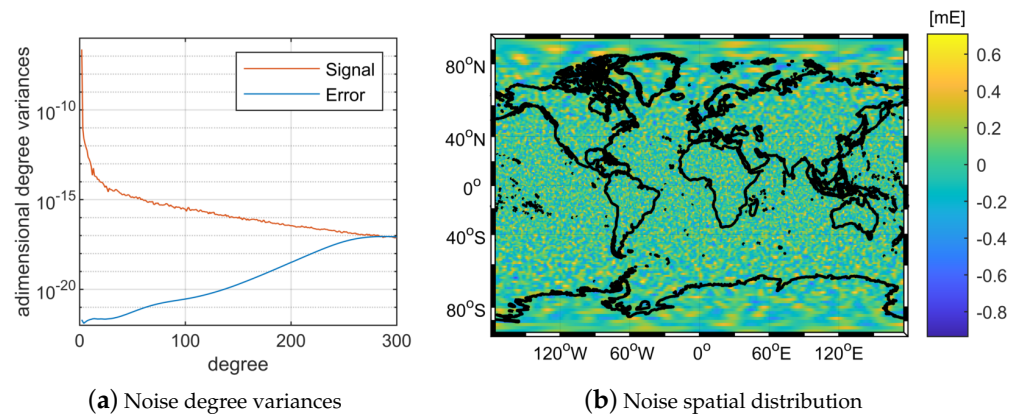 adimensional degree variances
10^-10
10^-15
10^-20
0
100
200
300
degree
Signal
Error
(a) Noise degree variances
80°N
40°N
0°
40°S
80°S
120°W
60°W
0°
60°E
120°E
[mE]
0.6
0.4
0.2
0
-0.2
-0.4
-0.6
-0.8
(b) Noise spatial distribution